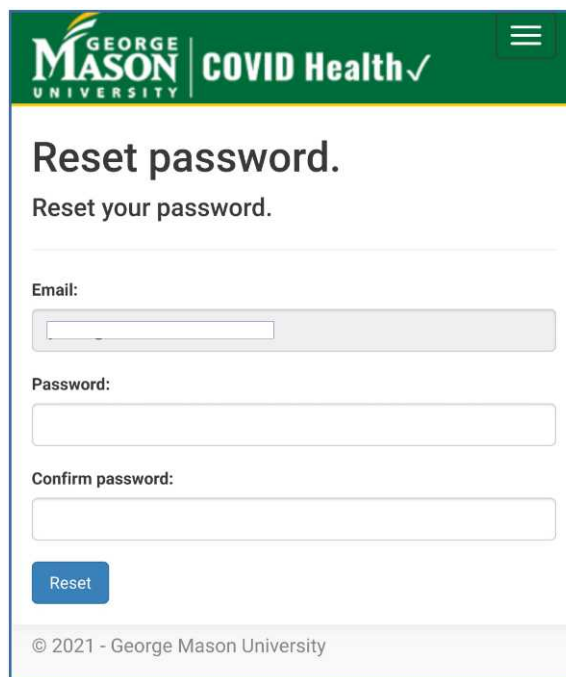 GEORGE
MASON
UNIVERSITY
COVID Health✓
Reset password.
Reset your password.
Email:
Password:
Confirm password:
Reset
© 2021 - George Mason University